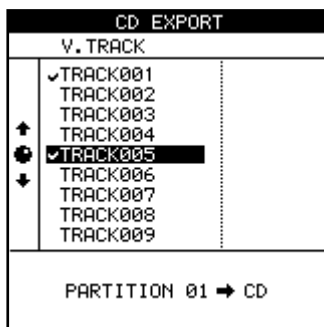 CD EXPORT
V.TRACK
✓TRACK001
TRACK002
TRACK003
TRACK004
✓TRACK005
TRACK006
TRACK007
TRACK008
TRACK009
PARTITION 01 ➡ CD